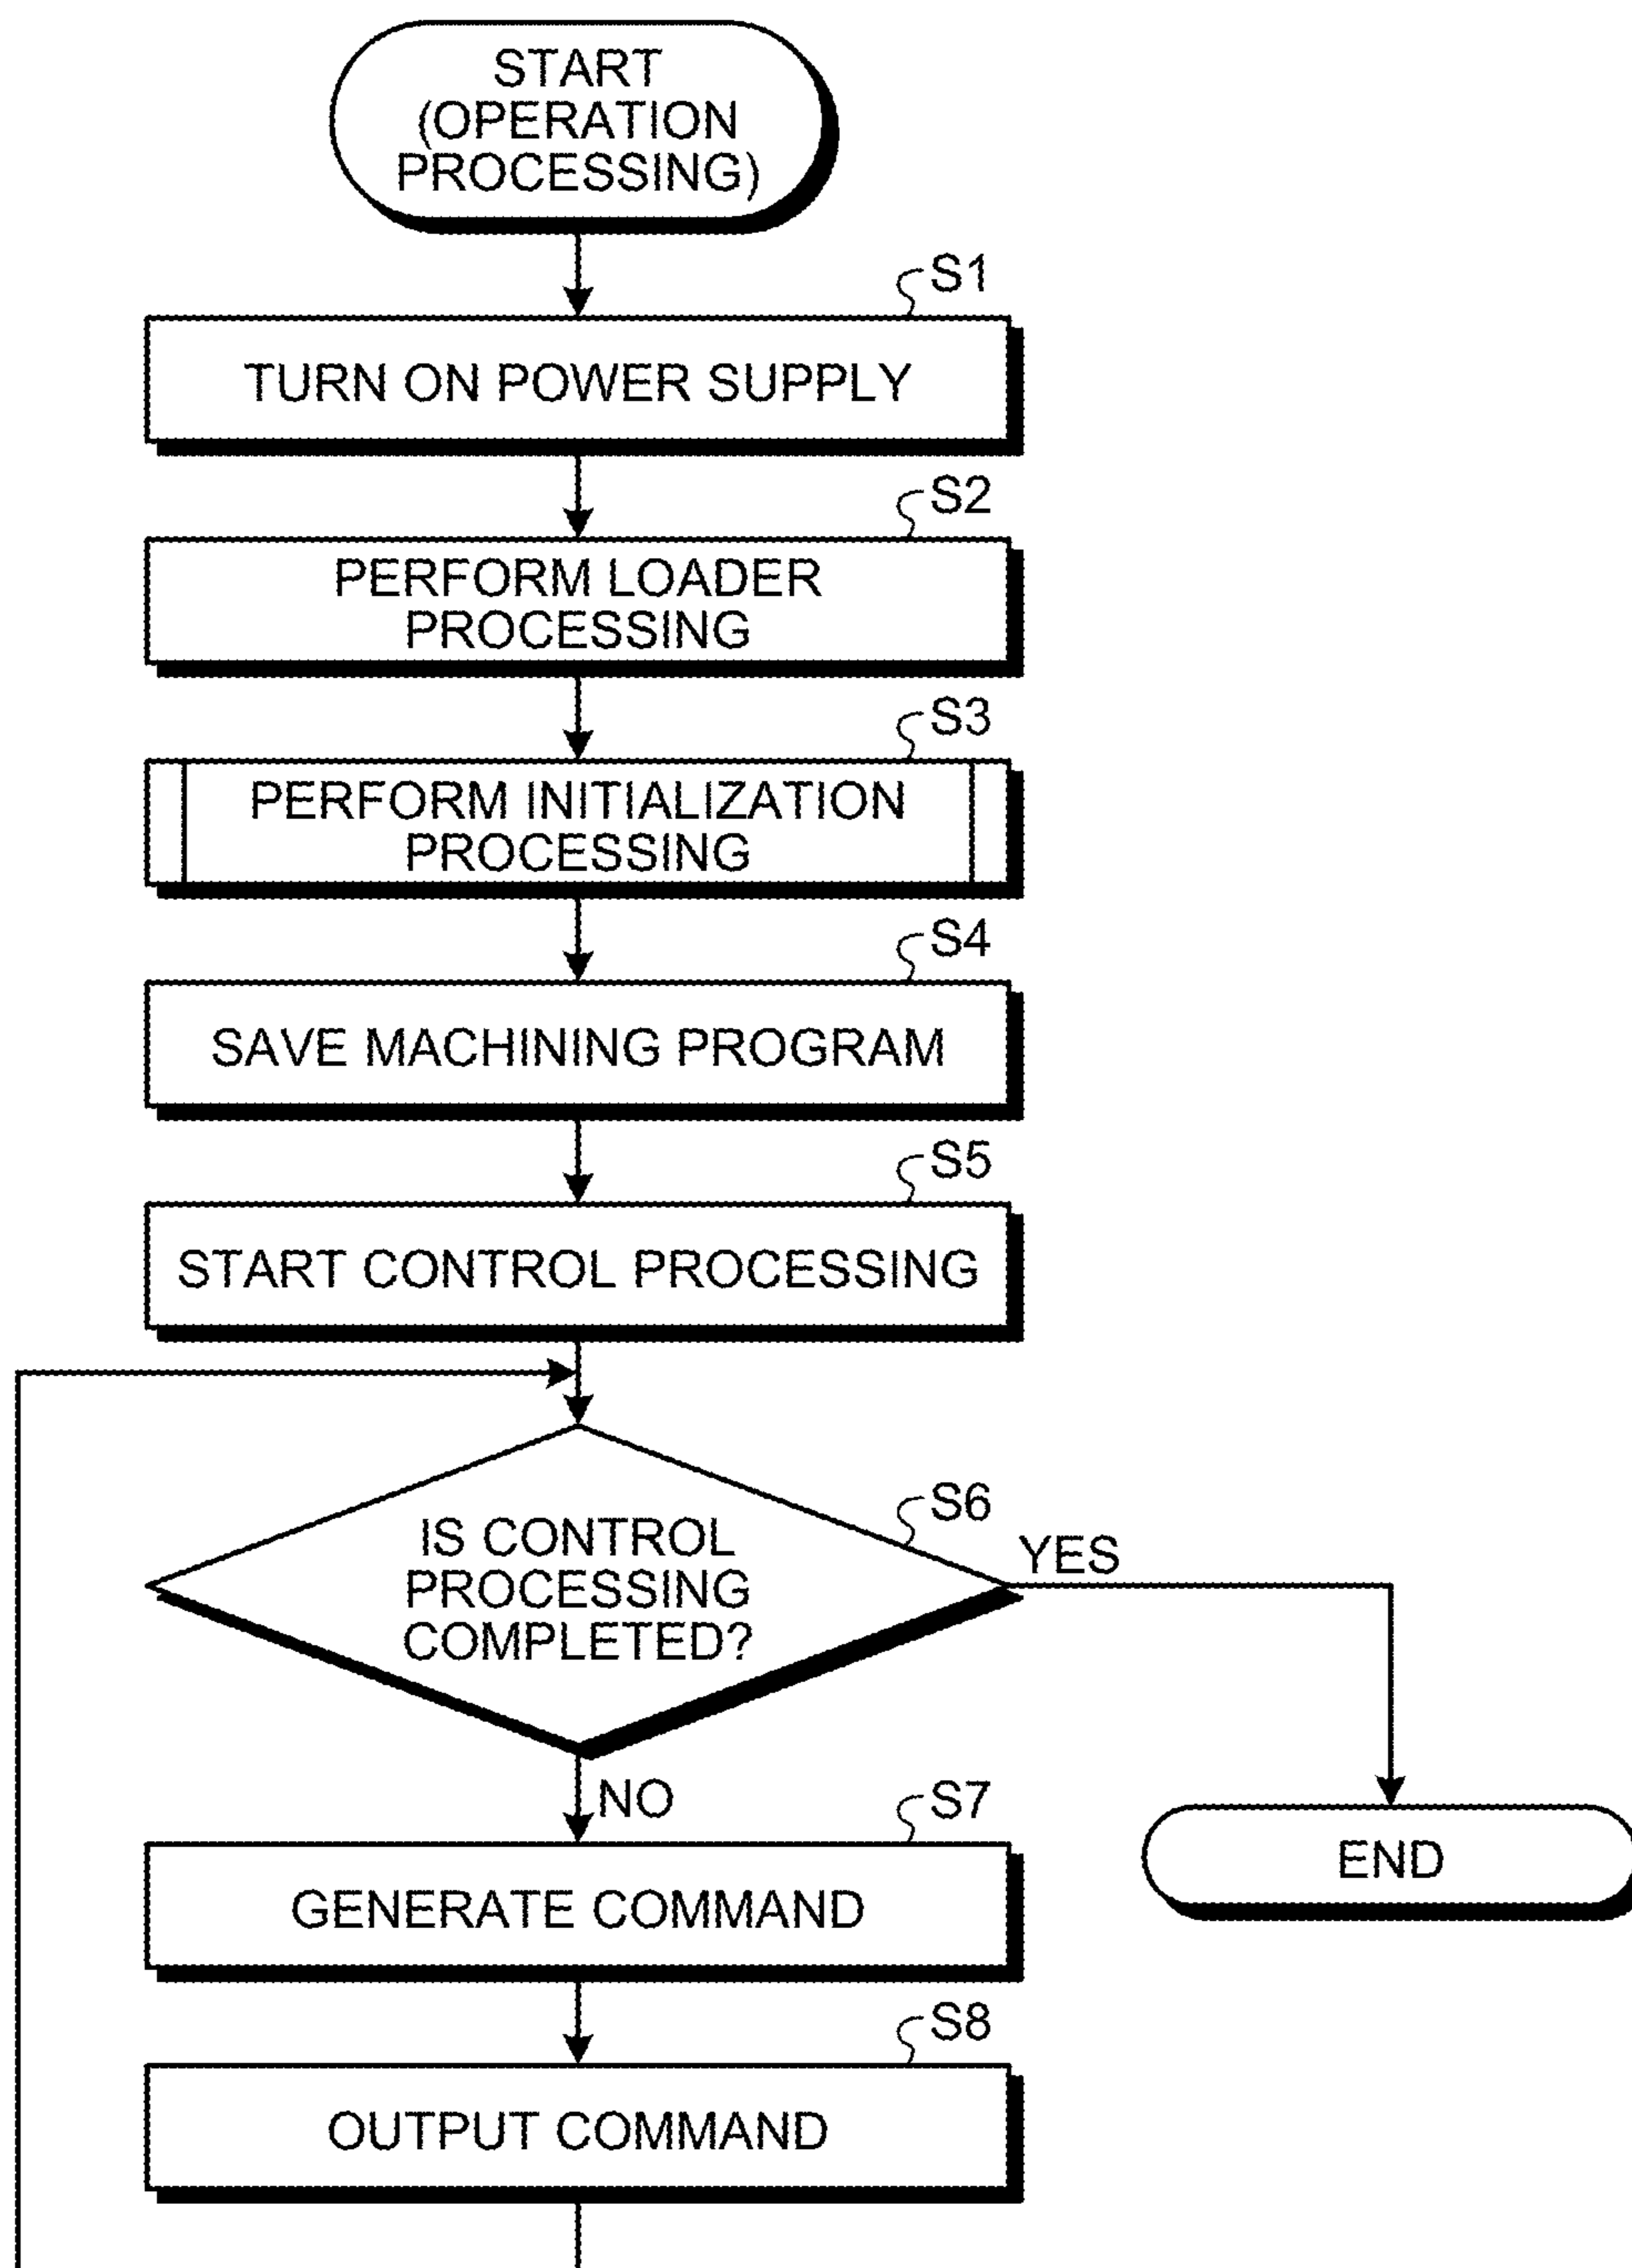 START
(OPERATION
PROCESSING)
S1
TURN ON POWER SUPPLY
S2
PERFORM LOADER
PROCESSING
S3
PERFORM INITIALIZATION
PROCESSING
S4
SAVE MACHINING PROGRAM
S5
START CONTROL PROCESSING
S6
IS CONTROL
PROCESSING
COMPLETED?
YES
NO
S7
GENERATE COMMAND
END
S8
OUTPUT COMMAND